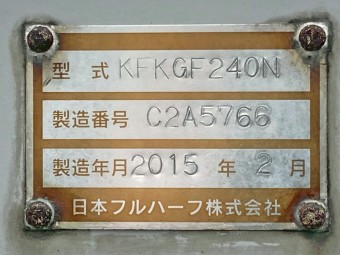 型式 KFKGF240N
製造番号 C2A5766
製造年月 2015 年 2 月
日本フルハーフ株式会社